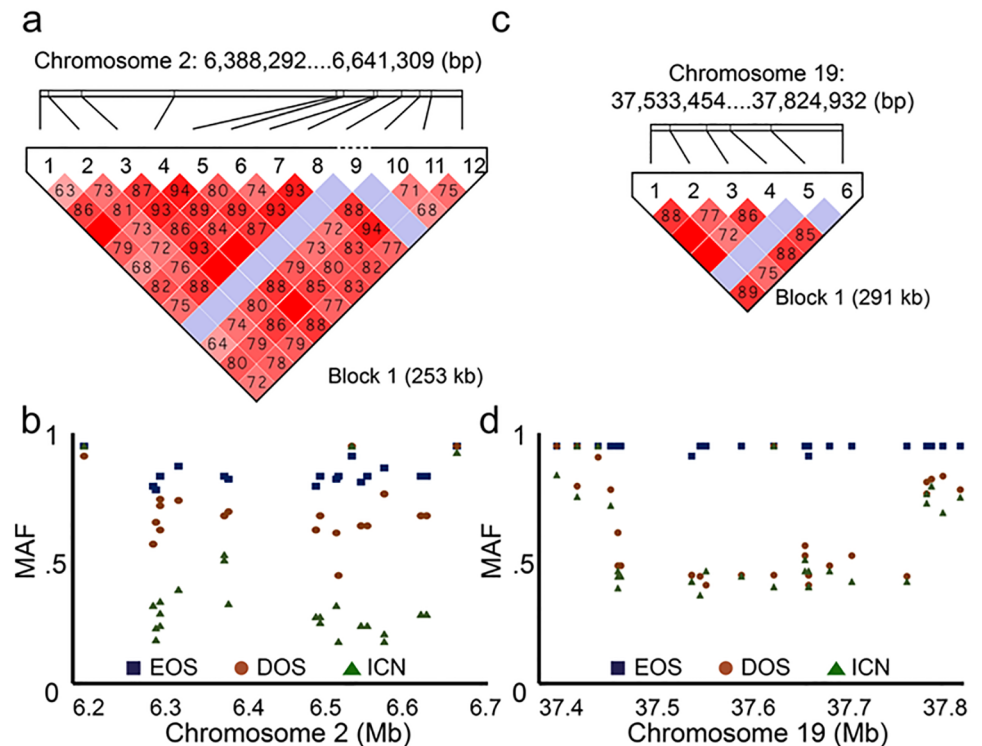 a
Chromosome 2: 6,388,292....6,641,309 (bp)
1 2 3 4 5 6 7 8 9 10 11 12
63 73 87 94 80 74 93 71 75
86 81 93 89 89 93 88 68
73 86 84 87 72 94
79 72 93 73 83 77
68 76 79 80 82
82 88 88 85 83
75 80 77
74 86 88
64 79 79
80 78
72
Block 1 (253 kb)
c
Chromosome 19:
37,533,454....37,824,932 (bp)
1 2 3 4 5 6
88 77 86
72 85
88
75
89
Block 1 (291 kb)
b
1
.5
0
MAF
EOS DOS ICN
6.2 6.3 6.4 6.5 6.6 6.7
Chromosome 2 (Mb)
d
1
.5
0
MAF
EOS DOS ICN
37.4 37.5 37.6 37.7 37.8
Chromosome 19 (Mb)